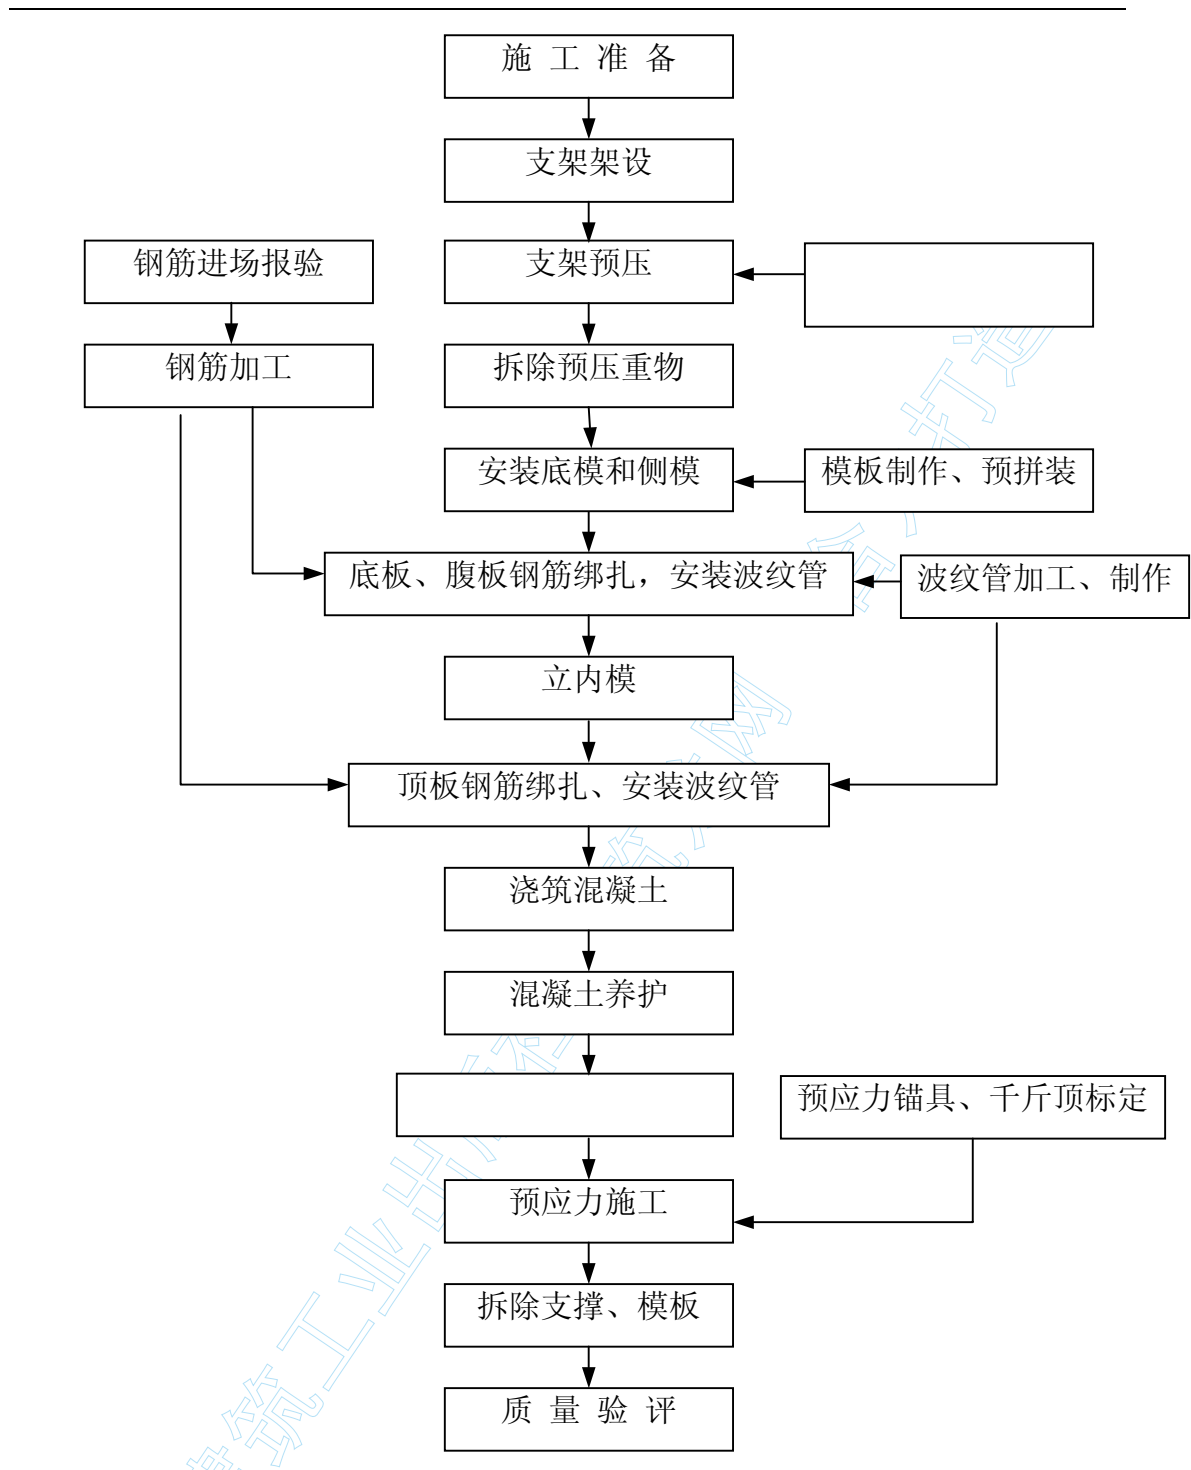 施 工 准 备
支架架设
钢筋进场报验
支架预压
钢筋加工
拆除预压重物
安装底模和侧模
模板制作、预拼装
底板、腹板钢筋绑扎，安装波纹管
波纹管加工、制作
立内模
顶板钢筋绑扎、安装波纹管
浇筑混凝土
混凝土养护
预应力锚具、千斤顶标定
预应力施工
拆除支撑、模板
质 量 验 评